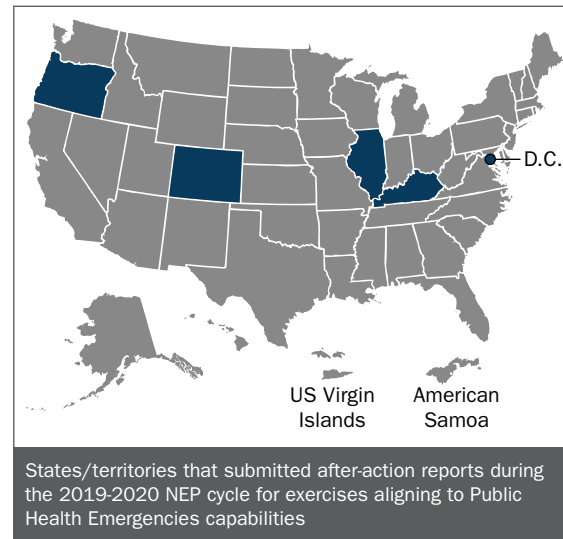 D.C.
US Virgin
Islands
American
Samoa
States/territories that submitted after-action reports during
the 2019-2020 NEP cycle for exercises aligning to Public
Health Emergencies capabilities